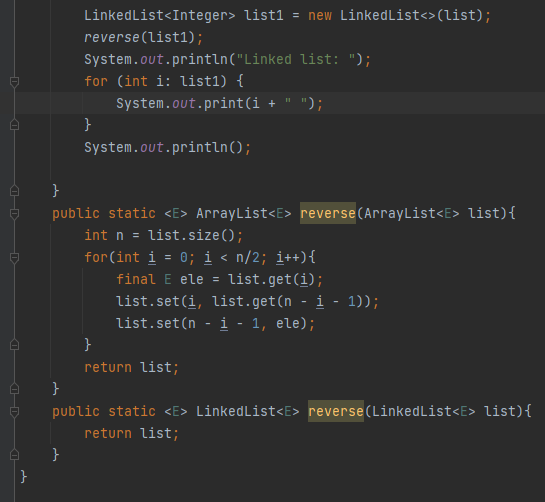 LinkedList<Integer> list1 = new LinkedList<>(list);
reverse(list1);
System.out.println("Linked list: ");
for (int i: list1) {
System.out.print(i + " ");
}
System.out.println();
}
public static <E> ArrayList<E> reverse(ArrayList<E> list){
int n = list.size();
for(int i = 0; i < n/2; i++){
final E ele = list.get(i);
list.set(i, list.get(n - i - 1));
list.set(n - i - 1, ele);
}
return list;
}
public static <E> LinkedList<E> reverse(LinkedList<E> list){
return list;
}
}